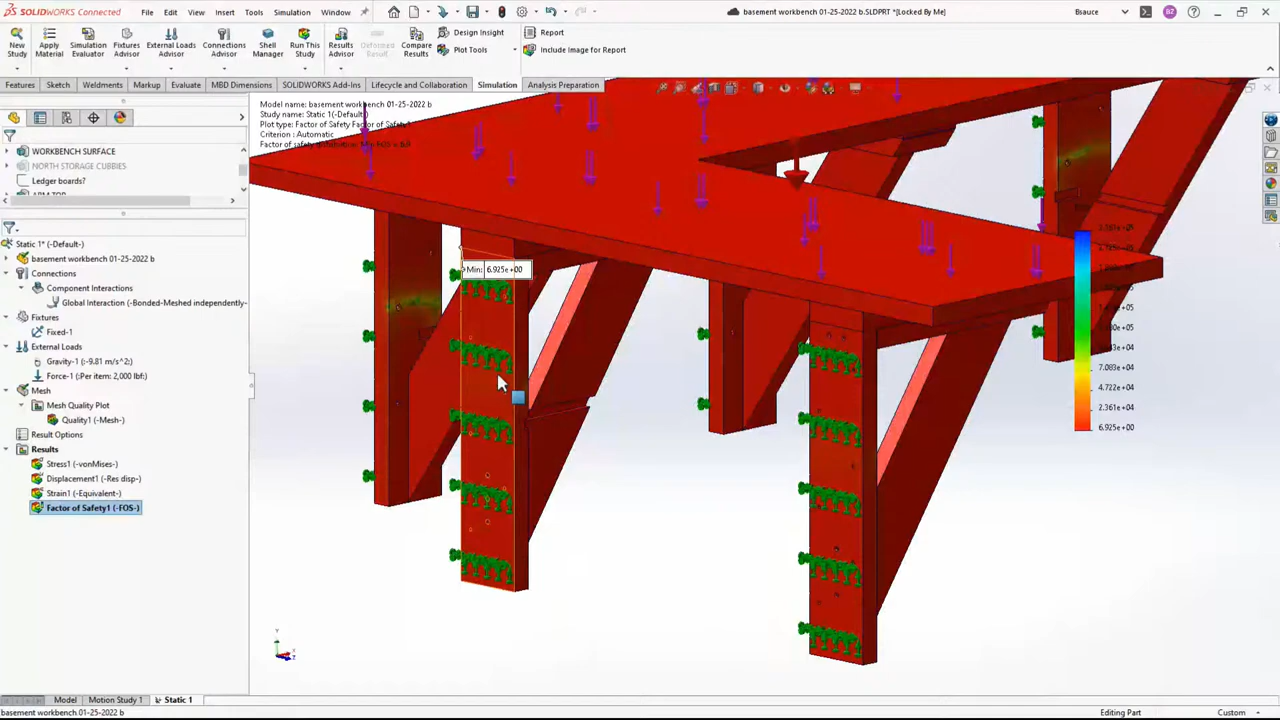 SOLIDWORKS Connected
File Edit View Insert Tools Simulation Window
basement workbench 01-25-2022 b.SLDPRT *[Locked By Me]
Bsauce
New Study
Apply Material
Simulation Evaluator
Fixtures Advisor
External Loads Advisor
Connections Advisor
Shell Manager
Run This Study
Results Advisor
Deformed Result
Compare Results
Design Insight
Plot Tools
Report
Include Image for Report
Features Sketch Weldments Markup Evaluate MBD Dimensions SOLIDWORKS Add-Ins Lifecycle and Collaboration Simulation Analysis Preparation
WORKBENCH SURFACE
NORTH STORAGE CUBBIES
Ledger boards?
Static 1* (-Default-)
basement workbench 01-25-2022 b
Connections
Component Interactions
Global Interaction (-Bonded-Meshed independently-
Fixtures
Fixed-1
External Loads
Gravity-1 (:-9.81 m/s^2:)
Force-1 (:Per item: 2,000 lbf:)
Mesh
Mesh Quality Plot
Quality1 (-Mesh-)
Result Options
Results
Stress1 (-vonMises-)
Displacement1 (-Res disp-)
Strain1 (-Equivalent-)
Factor of Safety1 (-FOS-)
Model name: basement workbench 01-25-2022 b
Study name: Static 1(-Default-)
Plot type: Factor of Safety Factor of Safety1
Criterion : Automatic
Min: 6.925e+00
7.083e+04
4.722e+04
2.361e+04
6.925e+00
Model Motion Study 1 Static 1
basement workbench 01-25-2022 b
Editing Part
Custom